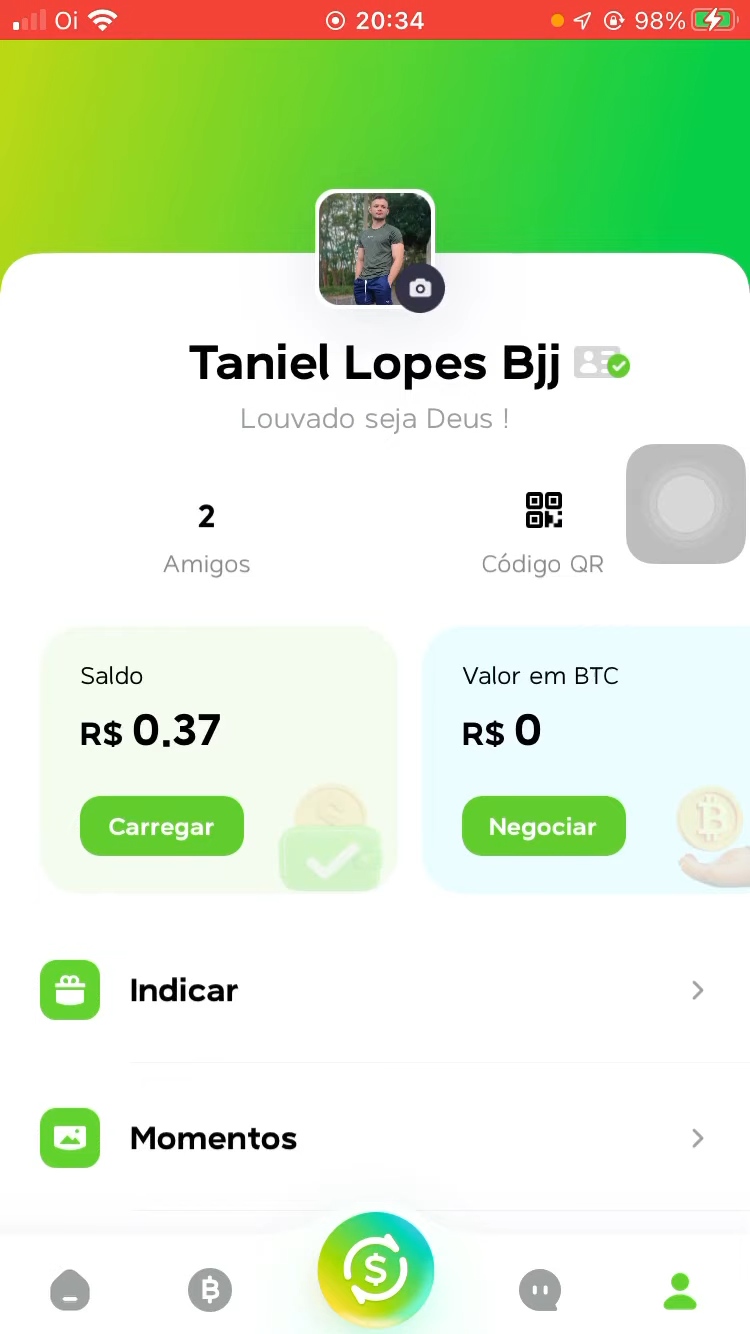 Oi 20:34 98%
Taniel Lopes Bjj
Louvado seja Deus !
2
Amigos
Código QR
Saldo
R$ 0.37
Carregar
Valor em BTC
R$ 0
Negociar
Indicar
Momentos